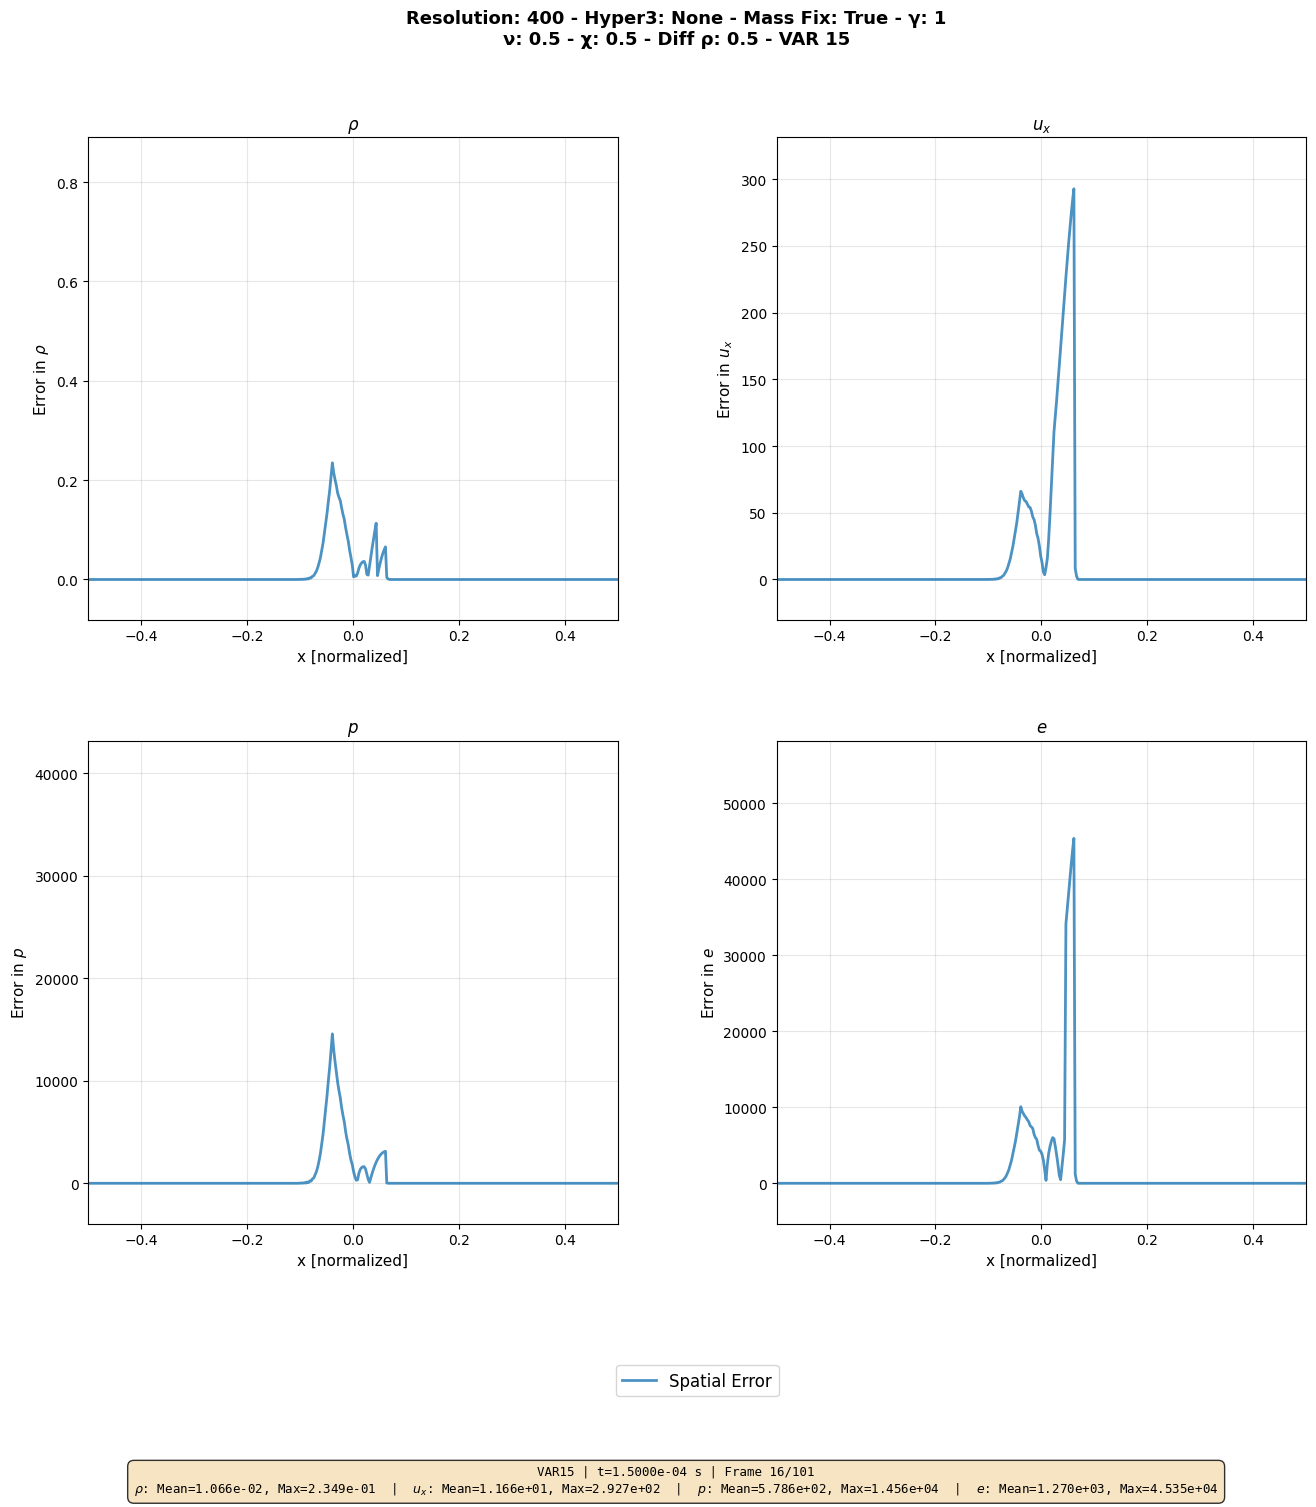 Resolution: 400 - Hyper3: None - Mass Fix: True - γ: 1
ν: 0.5 - χ: 0.5 - Diff ρ: 0.5 - VAR 15
ρ
0.8
0.6
0.4
0.2
0.0
Error in ρ
−0.4 −0.2 0.0 0.2 0.4
x [normalized]
uₓ
300
250
200
150
100
50
0
Error in uₓ
−0.4 −0.2 0.0 0.2 0.4
x [normalized]
p
40000
30000
20000
10000
0
Error in p
−0.4 −0.2 0.0 0.2 0.4
x [normalized]
e
50000
40000
30000
20000
10000
0
Error in e
−0.4 −0.2 0.0 0.2 0.4
x [normalized]
Spatial Error
VAR15 | t=1.5000e-04 s | Frame 16/101
ρ: Mean=1.066e-02, Max=2.349e-01 | uₓ: Mean=1.166e+01, Max=2.927e+02 | p: Mean=5.786e+02, Max=1.456e+04 | e: Mean=1.270e+03, Max=4.535e+04